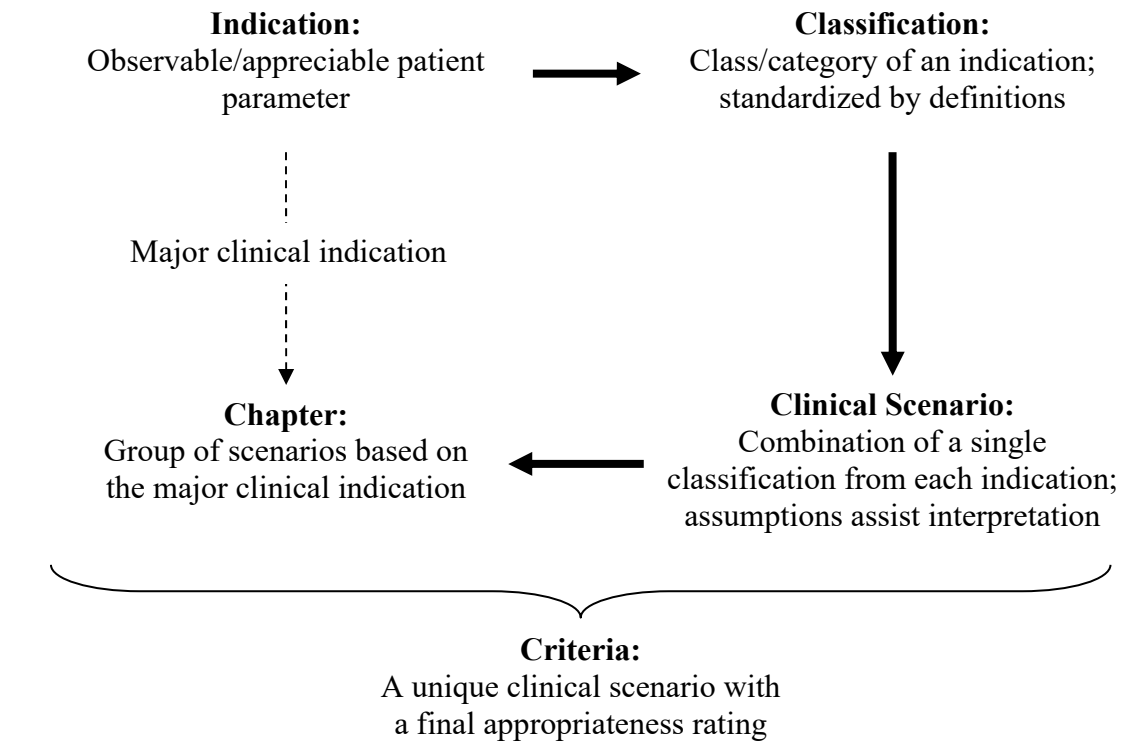 Indication:
Observable/appreciable patient
parameter
Classification:
Class/category of an indication;
standardized by definitions
Major clinical indication
Chapter:
Group of scenarios based on
the major clinical indication
Clinical Scenario:
Combination of a single
classification from each indication;
assumptions assist interpretation
Criteria:
A unique clinical scenario with
a final appropriateness rating